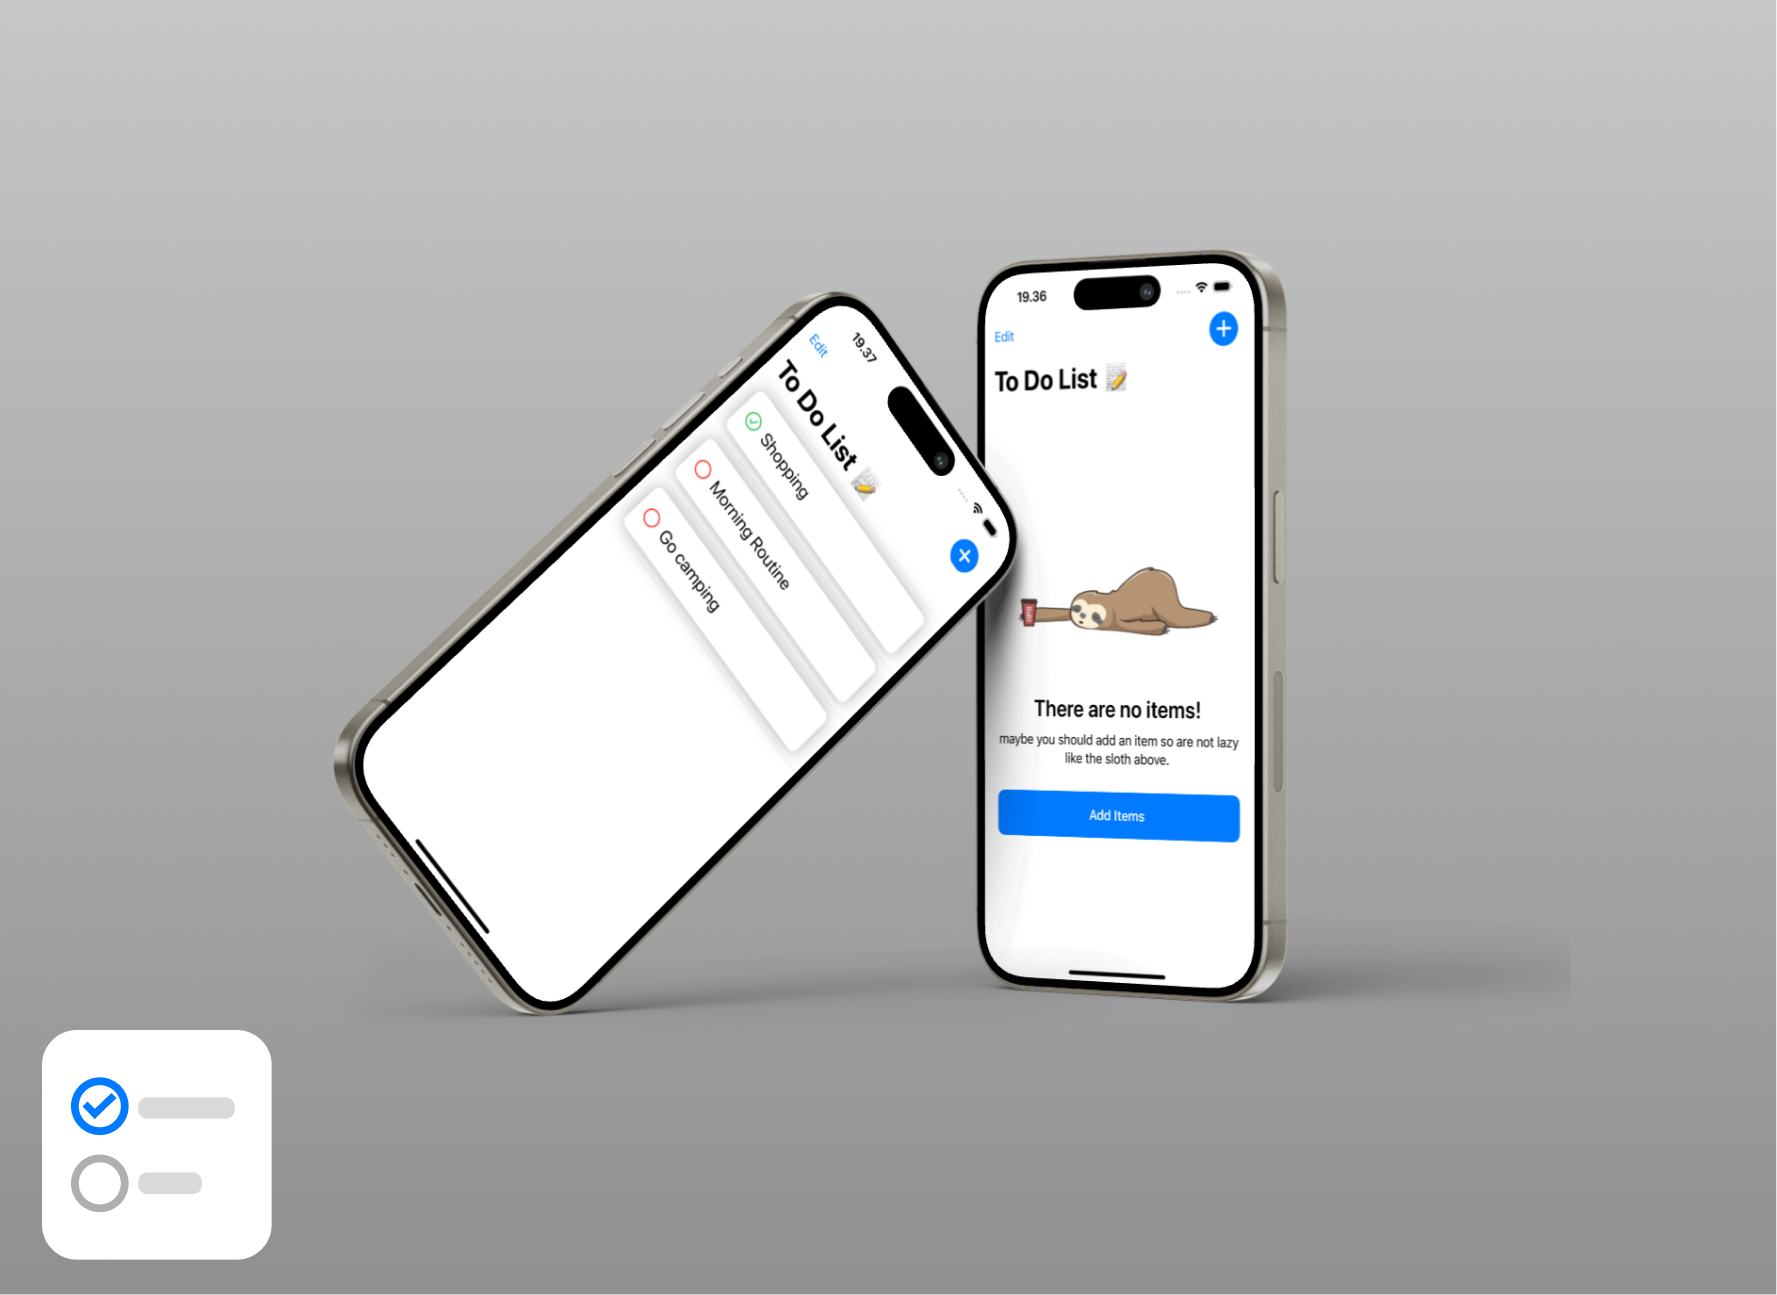 19.37
Edit
To Do List
Shopping
Morning Routine
Go camping
19.36
Edit
To Do List
There are no items!
maybe you should add an item so are not lazy
like the sloth above.
Add Items